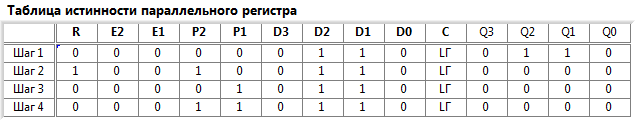 Таблица истинности параллельного регистра
R E2 E1 P2 P1 D3 D2 D1 D0 C Q3 Q2 Q1 Q0
Шаг 1 0 0 0 0 0 0 1 1 0 LГ 0 1 1 0
Шаг 2 1 0 0 1 0 0 1 1 0 LГ 0 0 0 0
Шаг 3 0 0 0 0 1 0 1 1 0 LГ 0 0 0 0
Шаг 4 0 0 0 1 1 0 1 1 0 LГ 0 0 0 0